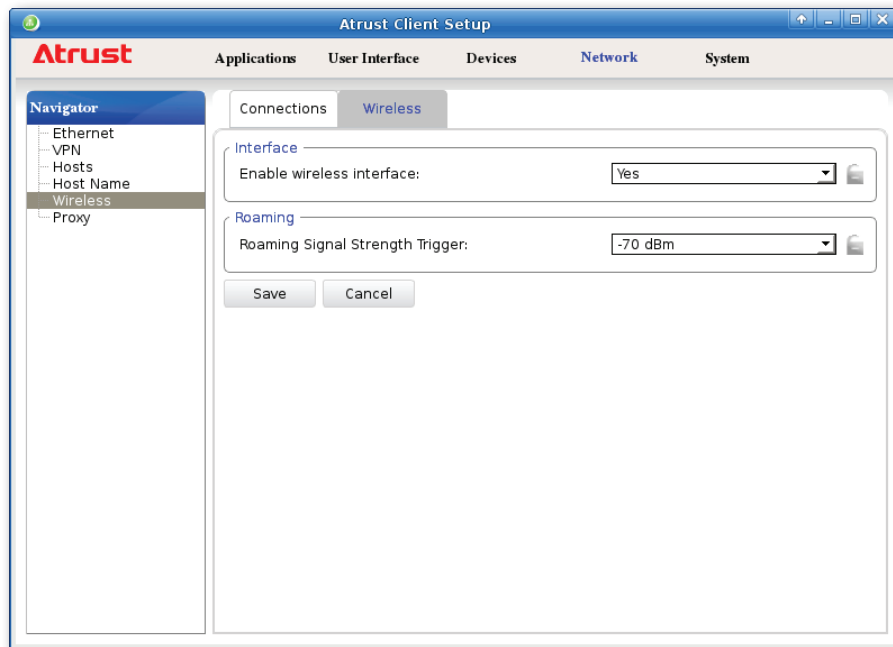 Atrust Client Setup
Atrust Applications User Interface Devices Network System
Navigator
Ethernet
VPN
Hosts
Host Name
Wireless
Proxy
Connections Wireless
Interface
Enable wireless interface: Yes
Roaming
Roaming Signal Strength Trigger: -70 dBm
Save Cancel